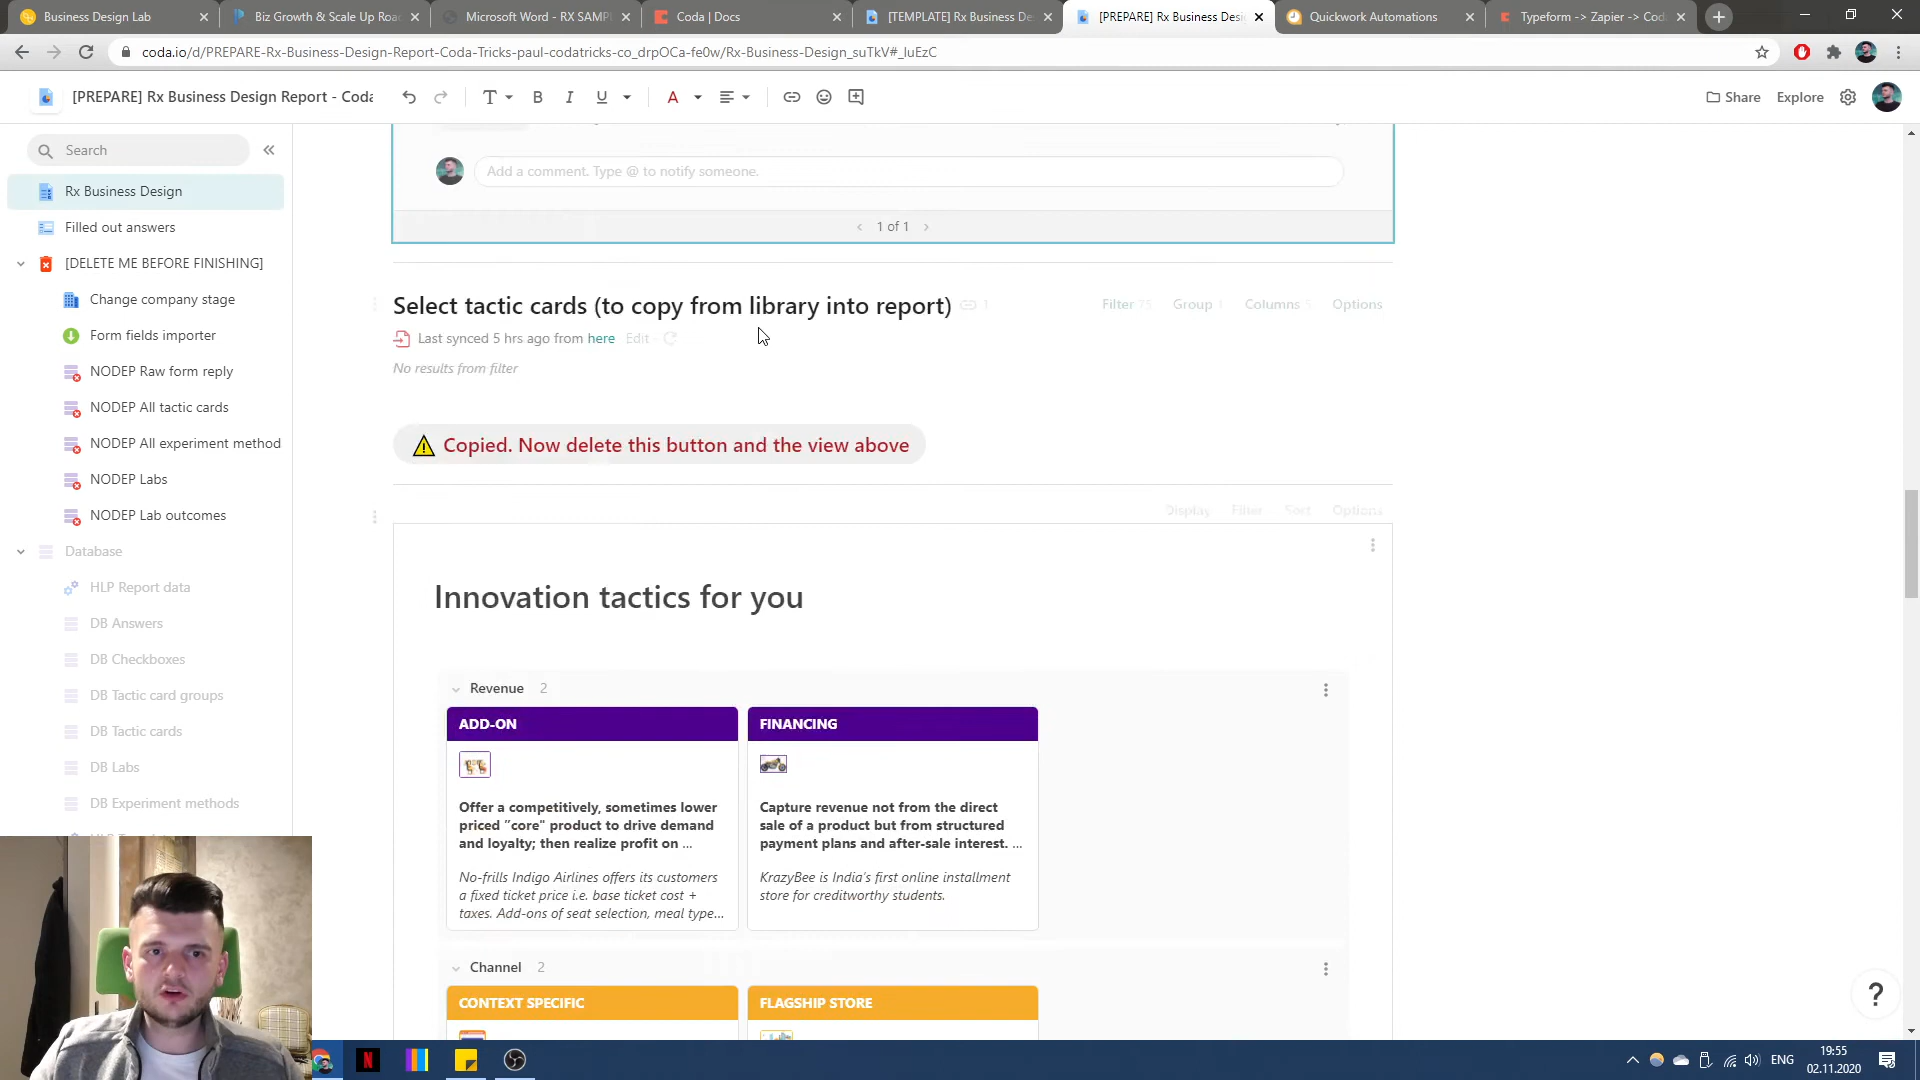 Business Design Lab
Biz Growth & Scale Up Roa
Microsoft Word - RX SAMP
Coda | Docs
[TEMPLATE] Rx Business De
[PREPARE] Rx Business Desi
Quickwork Automations
Typeform -> Zapier -> Cod
coda.io/d/PREPARE-Rx-Business-Design-Report-Coda-Tricks-paul-codatricks-co_drpOCa-fe0w/Rx-Business-Design_suTkV#_luEzC
[PREPARE] Rx Business Design Report - Coda
Share
Explore
Search
Rx Business Design
Filled out answers
[DELETE ME BEFORE FINISHING]
Change company stage
Form fields importer
NODEP Raw form reply
NODEP All tactic cards
NODEP All experiment method
NODEP Labs
NODEP Lab outcomes
Database
HLP Report data
DB Answers
DB Checkboxes
DB Tactic card groups
DB Tactic cards
DB Labs
DB Experiment methods
Add a comment. Type @ to notify someone.
1 of 1
Select tactic cards (to copy from library into report)
1
Filter 75
Group 1
Columns 5
Options
Last synced 5 hrs ago from here
Edit
No results from filter
Copied. Now delete this button and the view above
Display
Filter
Sort
Options
Innovation tactics for you
Revenue 2
ADD-ON
Offer a competitively, sometimes lower
priced "core" product to drive demand
and loyalty; then realize profit on ...
No-frills Indigo Airlines offers its customers
a fixed ticket price i.e. base ticket cost +
taxes. Add-ons of seat selection, meal type...
FINANCING
Capture revenue not from the direct
sale of a product but from structured
payment plans and after-sale interest. ...
KrazyBee is India's first online installment
store for creditworthy students.
Channel 2
CONTEXT SPECIFIC
FLAGSHIP STORE
?
ENG
19:55
02.11.2020